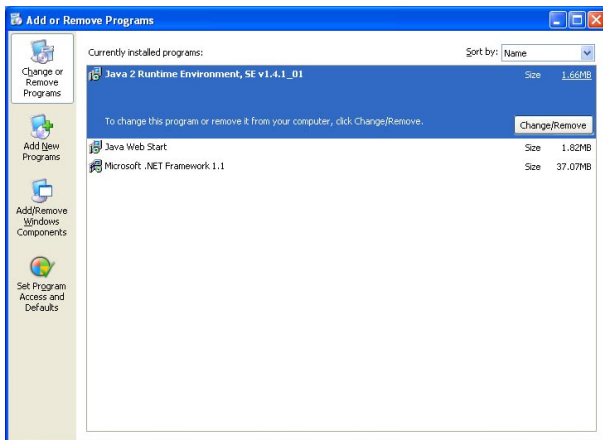 Add or Remove Programs
Change or
Remove
Programs
Add New
Programs
Add/Remove
Windows
Components
Set Program
Access and
Defaults
Currently installed programs:
Sort by: Name
Java 2 Runtime Environment, SE v1.4.1_01 Size 1.66MB
To change this program or remove it from your computer, click Change/Remove. Change/Remove
Java Web Start Size 1.82MB
Microsoft .NET Framework 1.1 Size 37.07MB